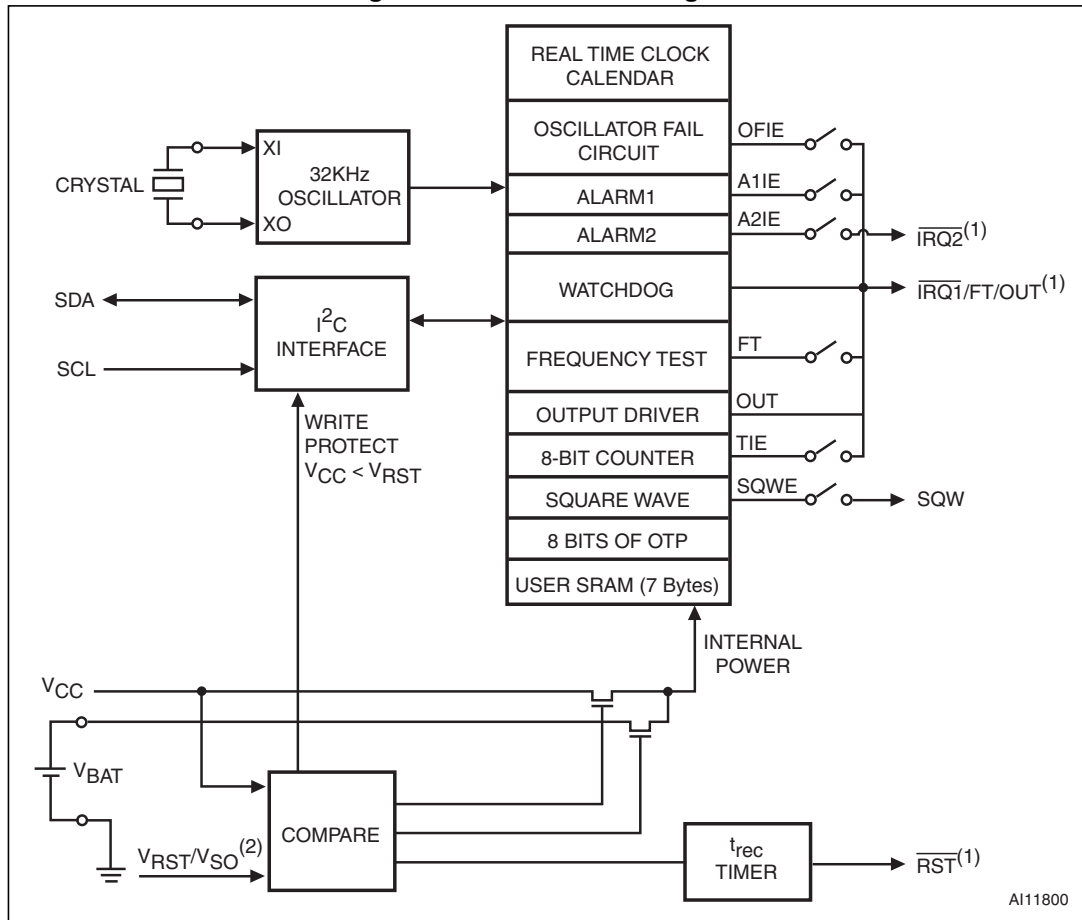 REAL TIME CLOCK
CALENDAR
OSCILLATOR FAIL
CIRCUIT
OFIE
XI
32KHz
OSCILLATOR
CRYSTAL
XO
ALARM1
A1IE
ALARM2
A2IE
IRQ2(1)
SDA
I2C
INTERFACE
SCL
WATCHDOG
IRQ1/FT/OUT(1)
FREQUENCY TEST
FT
OUTPUT DRIVER
OUT
WRITE
PROTECT
VCC < VRST
8-BIT COUNTER
TIE
SQUARE WAVE
SQWE
SQW
8 BITS OF OTP
USER SRAM (7 Bytes)
INTERNAL
POWER
VCC
VBAT
COMPARE
VRST/VSO(2)
trec
TIMER
RST(1)
AI11800